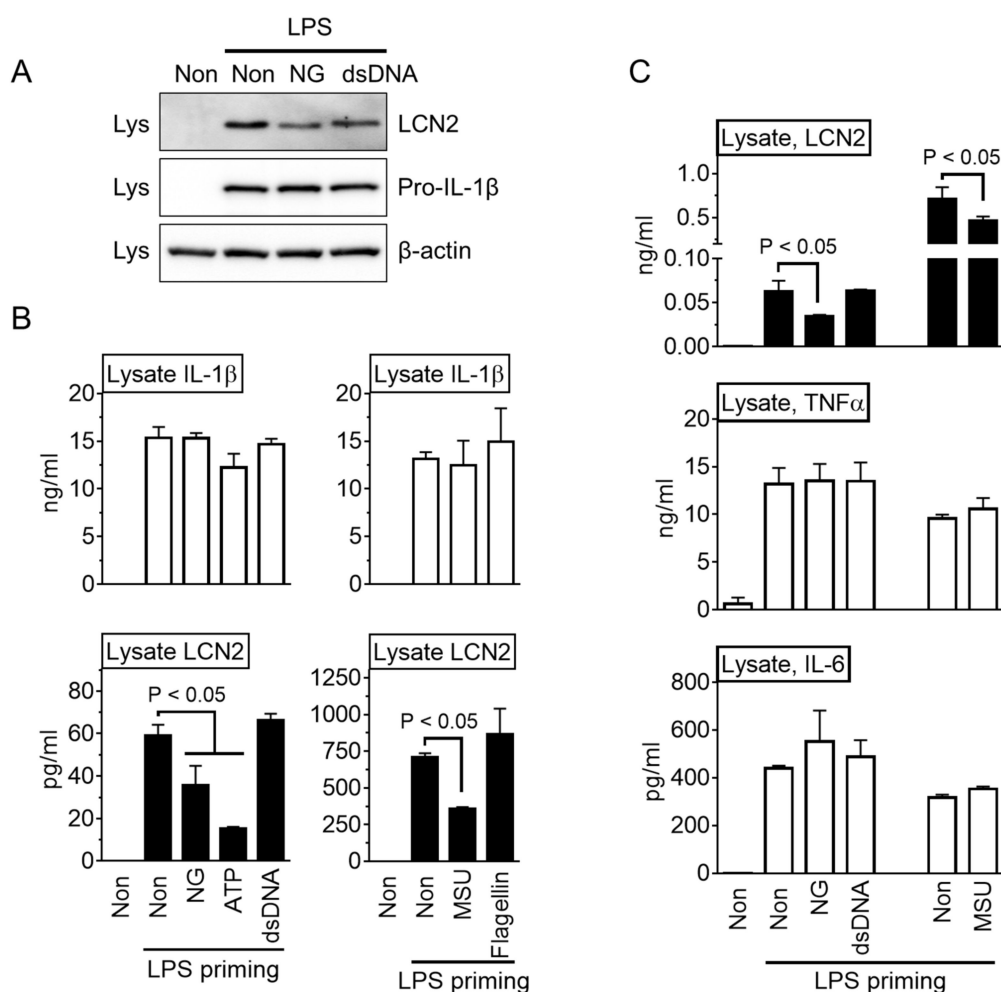 A
LPS
Non Non NG dsDNA
Lys LCN2
Lys Pro-IL-1β
Lys β-actin
B
Lysate IL-1β
20
15
10
5
0
ng/ml
Lysate IL-1β
20
15
10
5
0
Lysate LCN2
P < 0.05
80
60
40
20
0
pg/ml
Non
Non
NG
ATP
dsDNA
LPS priming
Lysate LCN2
P < 0.05
1250
1000
750
500
250
0
Non
Non
MSU
Flagellin
LPS priming
C
Lysate, LCN2
P < 0.05
P < 0.05
1.0
0.5
0.10
0.05
0.00
ng/ml
Lysate, TNFα
20
15
10
5
0
ng/ml
Lysate, IL-6
800
600
400
200
0
pg/ml
Non
Non
NG
dsDNA
Non
MSU
LPS priming